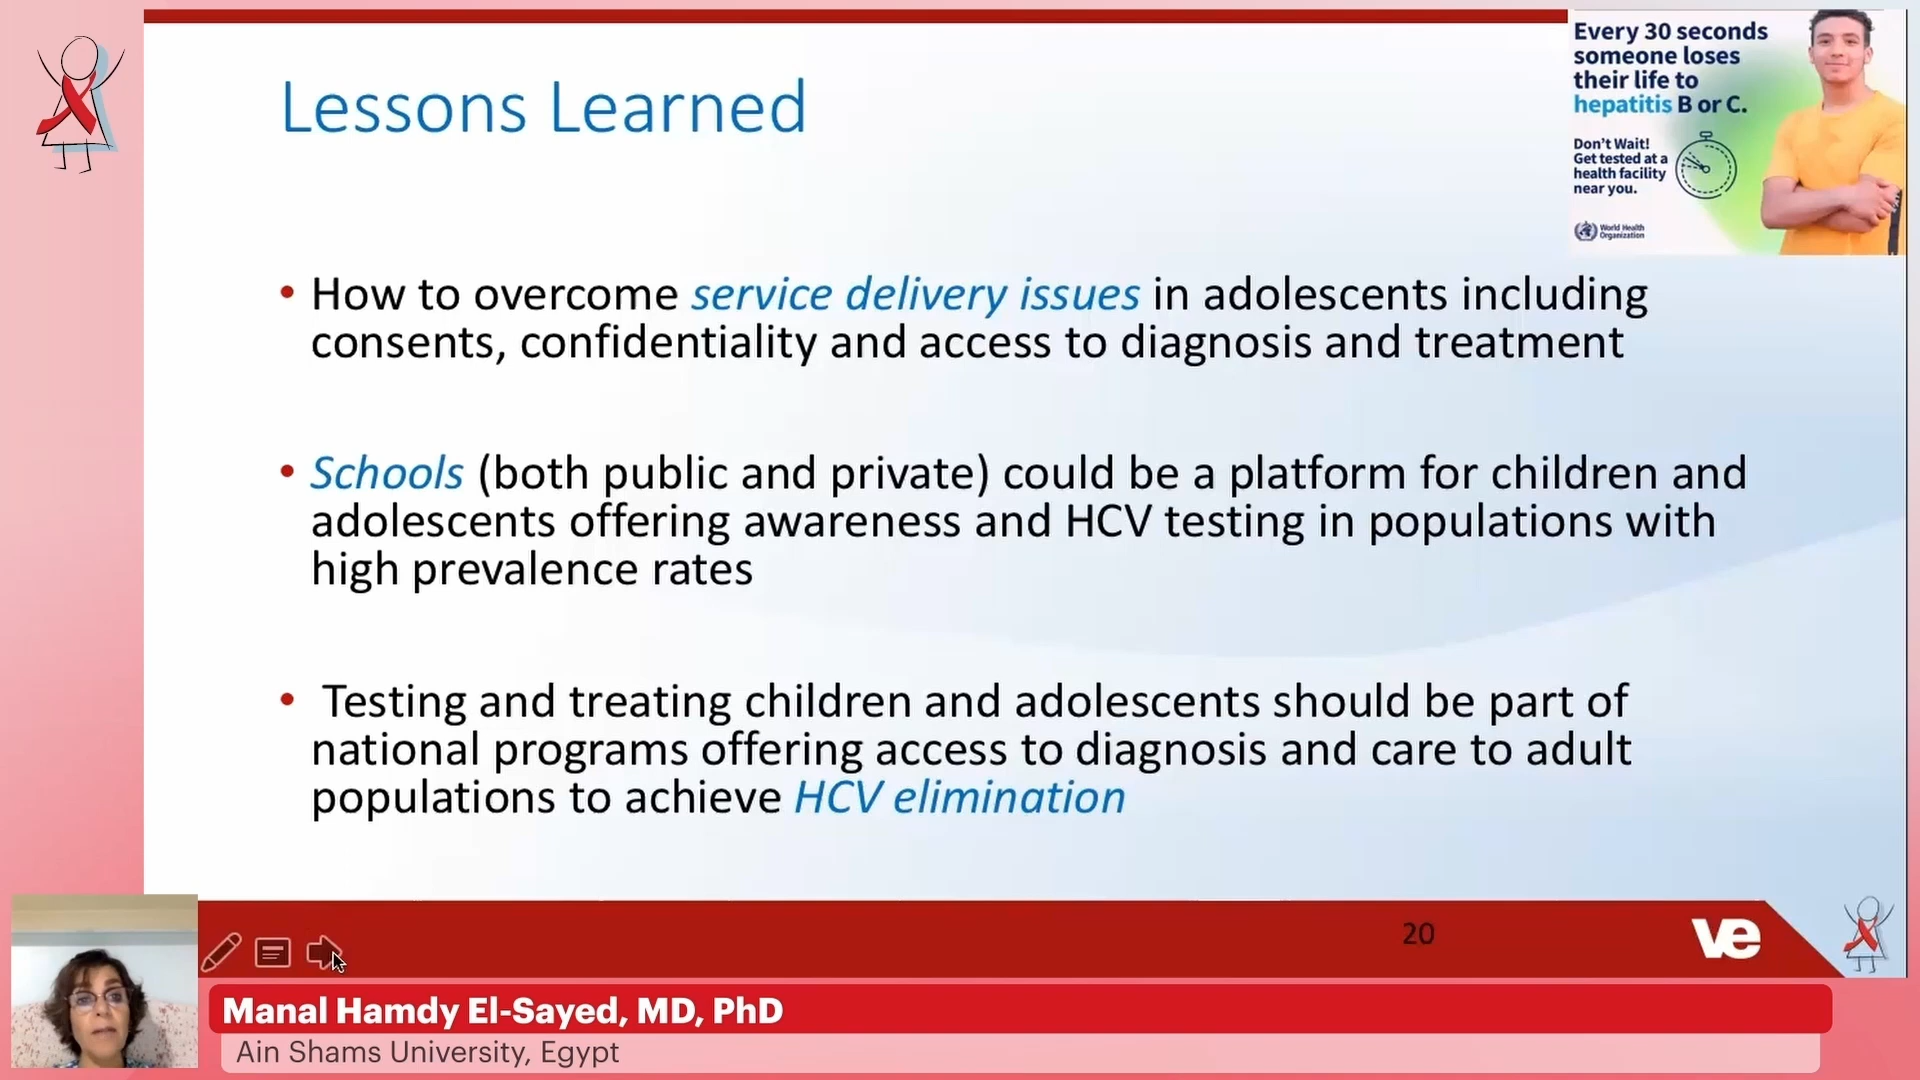 Lessons Learned
Every 30 seconds
someone loses
their life to
hepatitis B or C.
Don't Wait!
Get tested at a
health facility
near you.
World Health
Organization
• How to overcome service delivery issues in adolescents including
consents, confidentiality and access to diagnosis and treatment
• Schools (both public and private) could be a platform for children and
adolescents offering awareness and HCV testing in populations with
high prevalence rates
• Testing and treating children and adolescents should be part of
national programs offering access to diagnosis and care to adult
populations to achieve HCV elimination
20
ve
Manal Hamdy El-Sayed, MD, PhD
Ain Shams University, Egypt